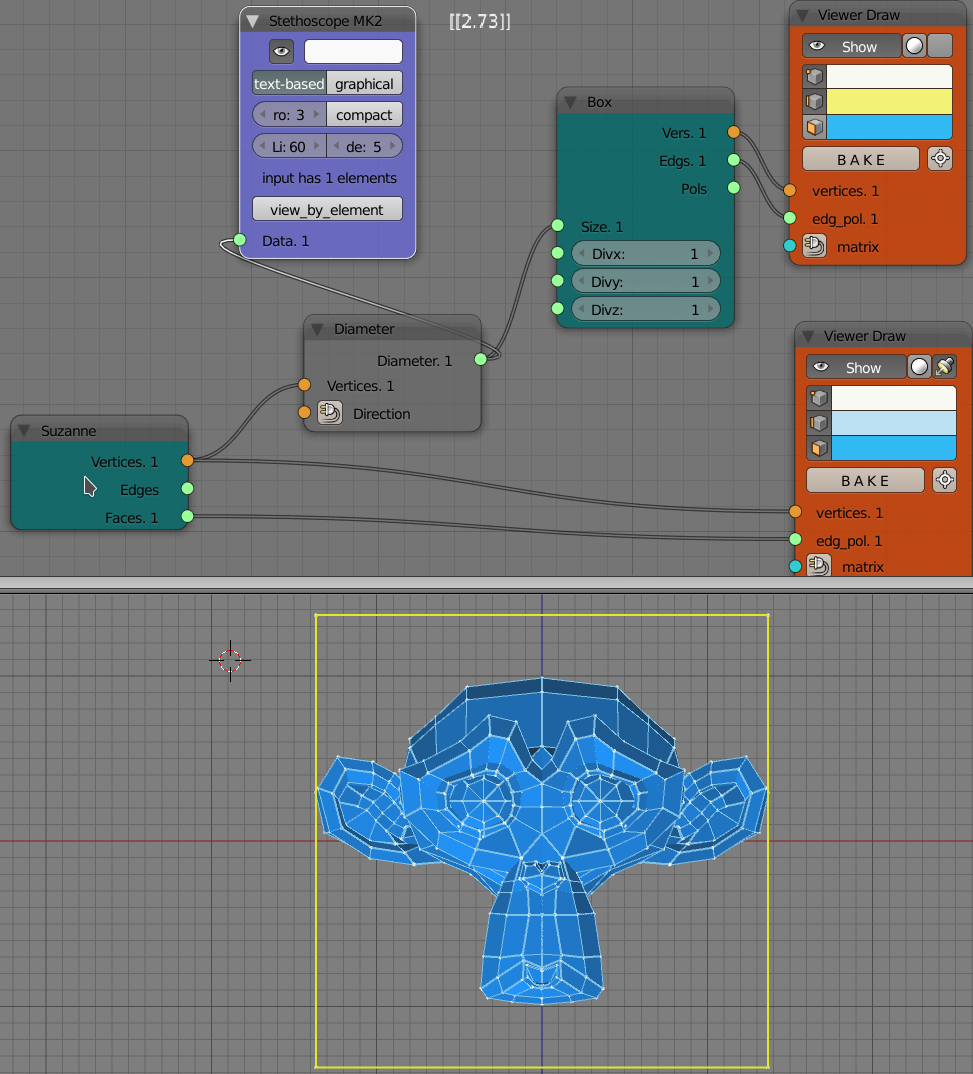 Stethoscope MK2
text-based graphical
ro: 3 compact
Li: 60 de: 5
input has 1 elements
view_by_element
Data. 1
[[2.73]]
Box
Vers. 1
Edgs. 1
Pols
Size. 1
Divx: 1
Divy: 1
Divz: 1
Viewer Draw
Show
BAKE
vertices. 1
edg_pol. 1
matrix
Diameter
Diameter. 1
Vertices. 1
Direction
Suzanne
Vertices. 1
Edges
Faces. 1
Viewer Draw
Show
BAKE
vertices. 1
edg_pol. 1
matrix